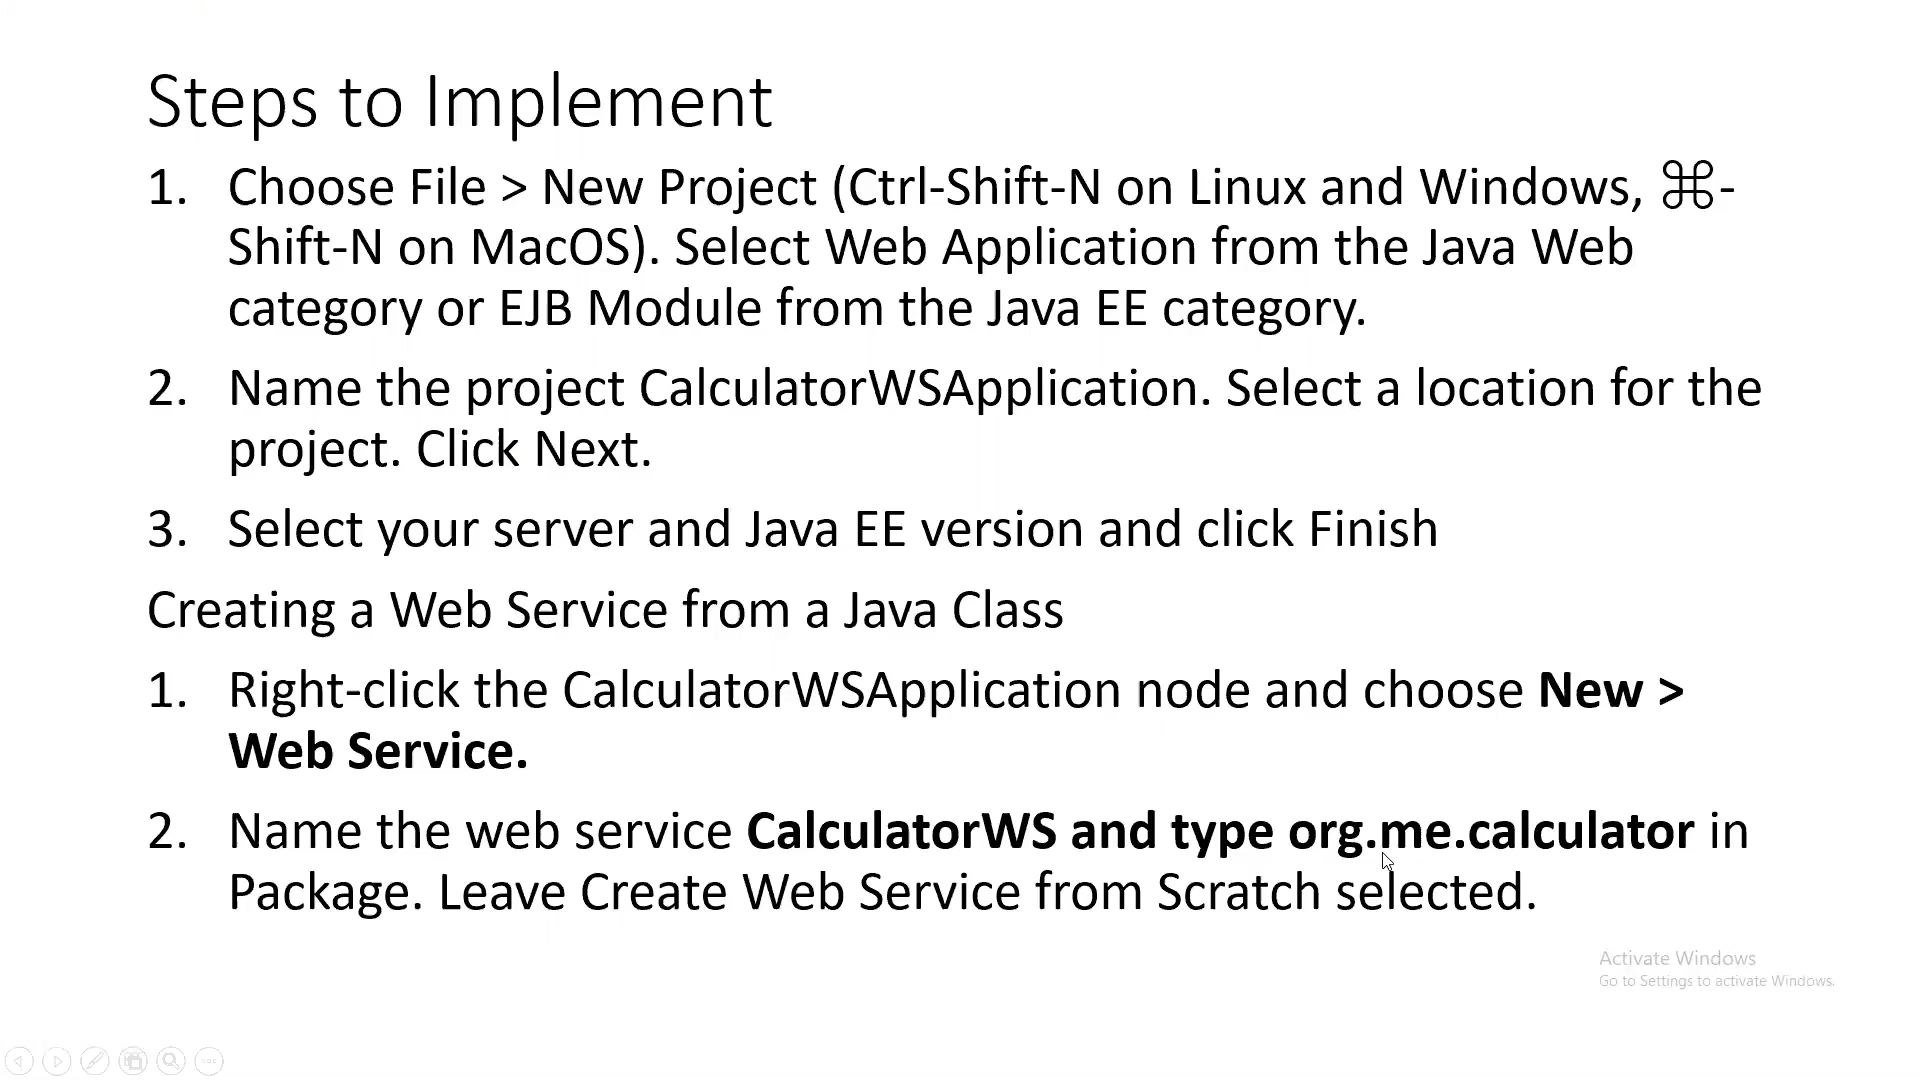 Steps to Implement
1. Choose File > New Project (Ctrl-Shift-N on Linux and Windows, ⌘-
Shift-N on MacOS). Select Web Application from the Java Web
category or EJB Module from the Java EE category.
2. Name the project CalculatorWSApplication. Select a location for the
project. Click Next.
3. Select your server and Java EE version and click Finish
Creating a Web Service from a Java Class
1. Right-click the CalculatorWSApplication node and choose New >
Web Service.
2. Name the web service CalculatorWS and type org.me.calculator in
Package. Leave Create Web Service from Scratch selected.
Activate Windows
Go to Settings to activate Windows.